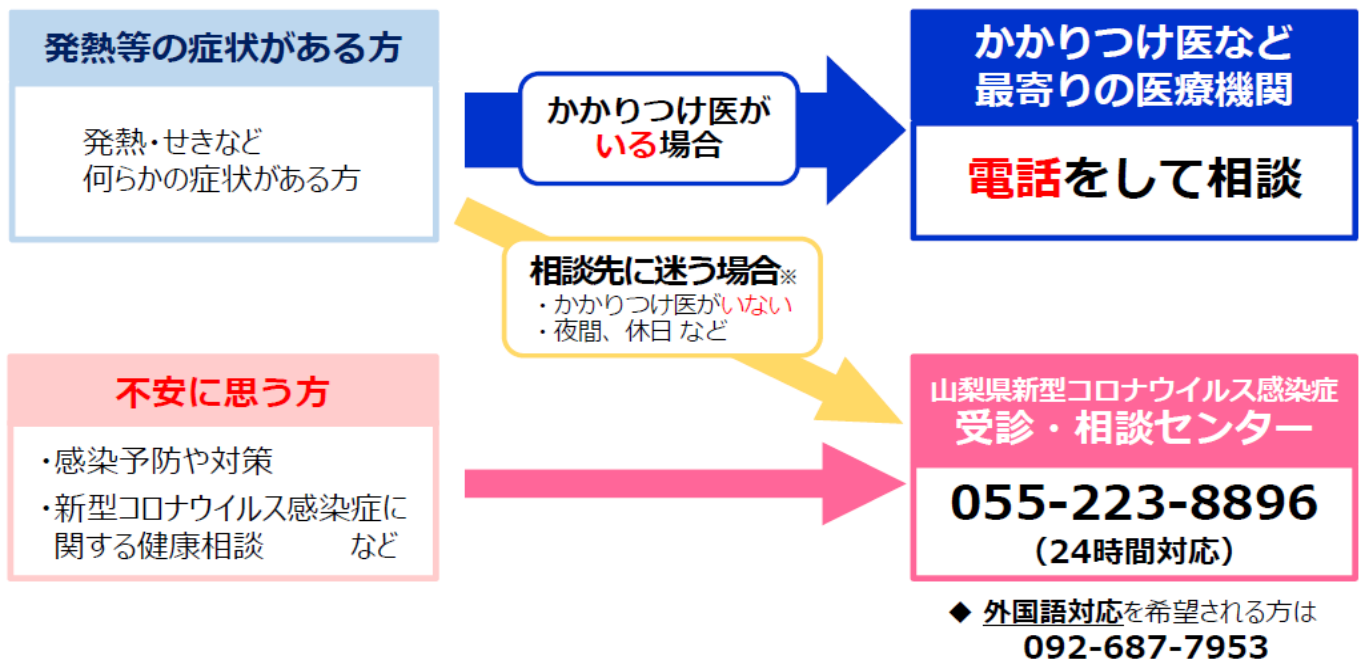 発熱等の症状がある方
発熱・せきなど
何らかの症状がある方
かかりつけ医が
いる場合
かかりつけ医など
最寄りの医療機関
電話をして相談
相談先に迷う場合※
・かかりつけ医がいない
・夜間、休日 など
不安に思う方
・感染予防や対策
・新型コロナウイルス感染症に
関する健康相談　　　など
山梨県新型コロナウイルス感染症
受診・相談センター
055-223-8896
（24時間対応）
◆ 外国語対応を希望される方は
092-687-7953